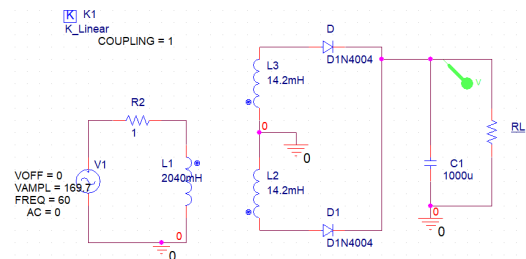 K K1
K_Linear
COUPLING = 1
D
D1N4004
L3
14.2mH
R2
1
0
0
V
RL
V1
VOFF = 0
VAMPL = 169.7
FREQ = 60
AC = 0
L1
2040mH
L2
14.2mH
C1
1000u
D1
D1N4004
0
0
0
0